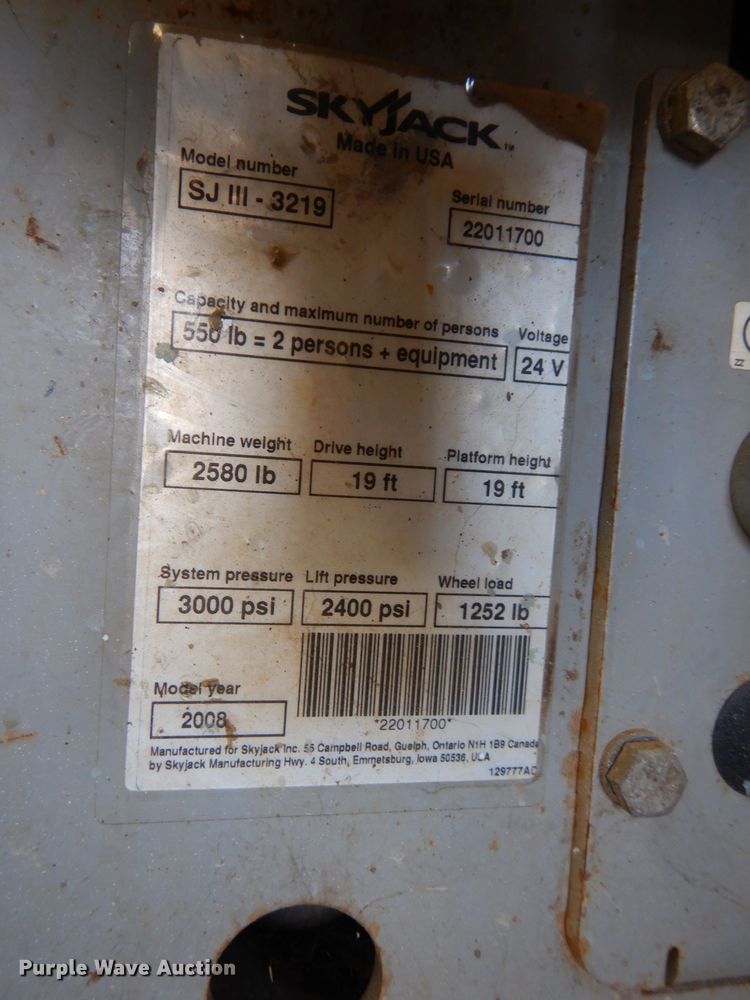 SKYJACK™
Made in USA
Model number
SJ III - 3219
Serial number
22011700
Capacity and maximum number of persons
550 lb = 2 persons + equipment
Voltage
24 V
Machine weight
2580 lb
Drive height
19 ft
Platform height
19 ft
System pressure
3000 psi
Lift pressure
2400 psi
Wheel load
1252 lb
Model year
2008
*22011700*
Manufactured for Skyjack Inc. 55 Campbell Road, Guelph, Ontario N1H 1B9 Canada
by Skyjack Manufacturing Hwy. 4 South, Emmetsburg, Iowa 50536,
129777AC
Purple Wave Auction